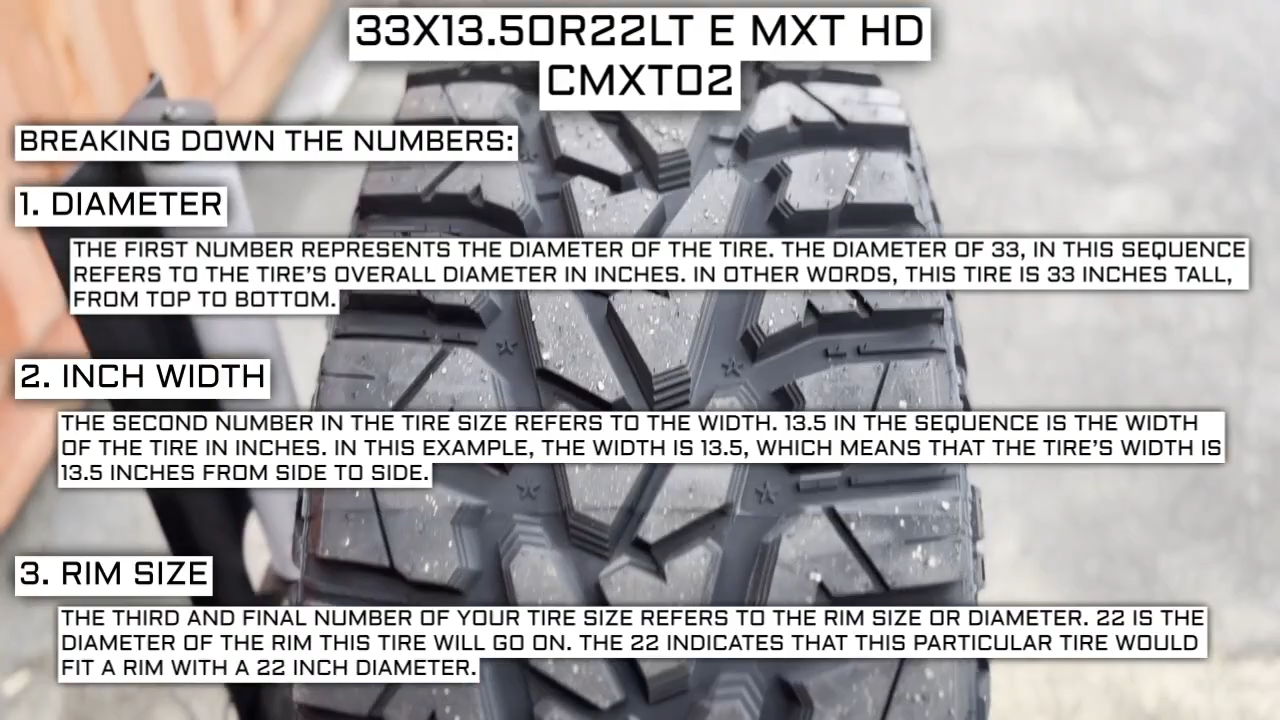 33X13.50R22LT E MXT HD
CMXT02
BREAKING DOWN THE NUMBERS:
1. DIAMETER
THE FIRST NUMBER REPRESENTS THE DIAMETER OF THE TIRE. THE DIAMETER OF 33, IN THIS SEQUENCE
REFERS TO THE TIRE'S OVERALL DIAMETER IN INCHES. IN OTHER WORDS, THIS TIRE IS 33 INCHES TALL,
FROM TOP TO BOTTOM.
2. INCH WIDTH
THE SECOND NUMBER IN THE TIRE SIZE REFERS TO THE WIDTH. 13.5 IN THE SEQUENCE IS THE WIDTH
OF THE TIRE IN INCHES. IN THIS EXAMPLE, THE WIDTH IS 13.5, WHICH MEANS THAT THE TIRE'S WIDTH IS
13.5 INCHES FROM SIDE TO SIDE.
3. RIM SIZE
THE THIRD AND FINAL NUMBER OF YOUR TIRE SIZE REFERS TO THE RIM SIZE OR DIAMETER. 22 IS THE
DIAMETER OF THE RIM THIS TIRE WILL GO ON. THE 22 INDICATES THAT THIS PARTICULAR TIRE WOULD
FIT A RIM WITH A 22 INCH DIAMETER.